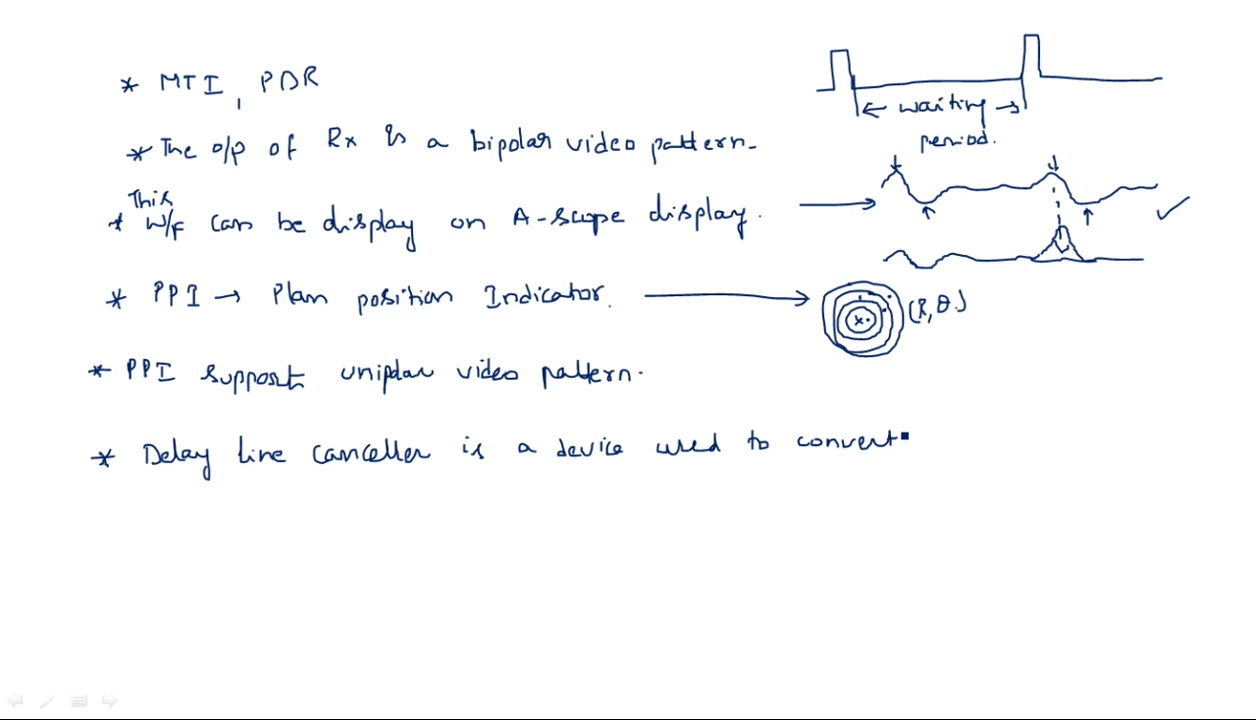 * MTI, PDR
* The o/p of Rx is a bipolar video pattern.
This
* W/F can be display on A-scope display.
* PPI → Plan position Indicator.
* PPI support unipolar video pattern.
* Delay line canceller is a device used to convert
← waiting →
period.
(R, θ)